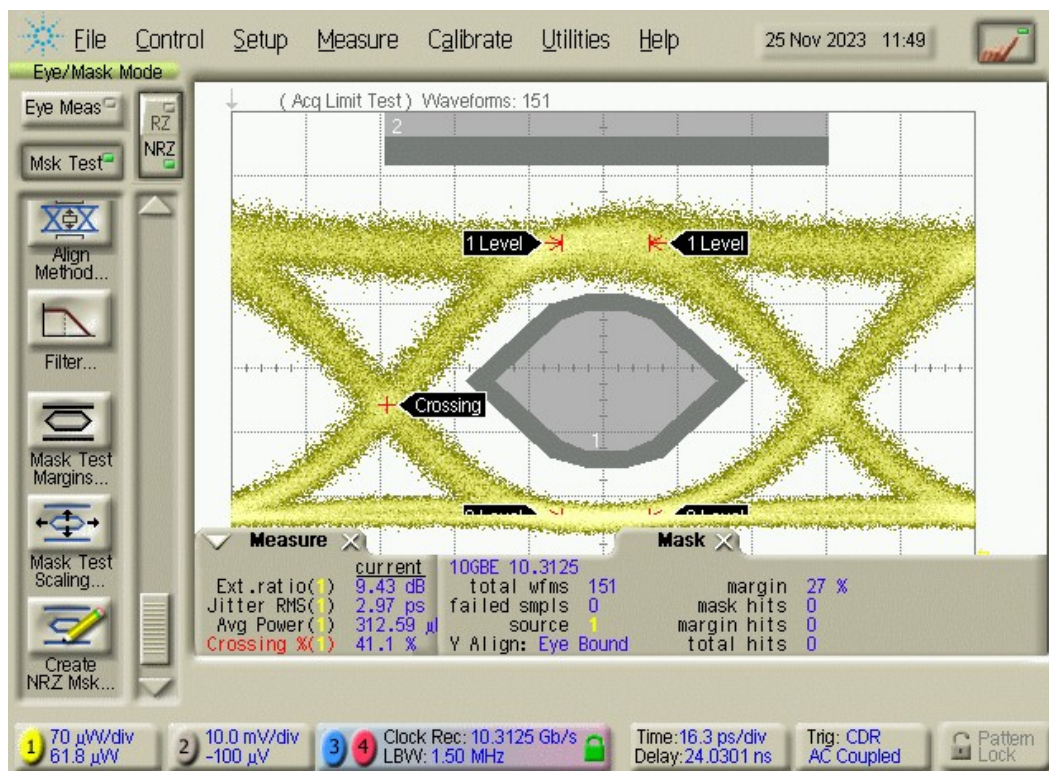 File Control Setup Measure Calibrate Utilities Help 25 Nov 2023 11:49
Eye/Mask Mode
Eye Meas
RZ
NRZ
Msk Test
Align
Method...
Filter...
Mask Test
Margins...
Mask Test
Scaling...
Create
NRZ Msk...
(Acq Limit Test) Waveforms: 151
2
1 Level 1 Level
Crossing
1
Measure
current
Ext.ratio(1) 9.43 dB
Jitter RMS(1) 2.97 ps
Avg Power(1) 312.59
Crossing %(1) 41.1 %
Mask
10GBE 10.3125
total wfms 151 margin 27 %
failed smpls 0 mask hits 0
source 1 margin hits 0
Y Align: Eye Bound total hits 0
1 70 µW/div
61.8 µW
2 10.0 mV/div
-100 µV
3 4 Clock Rec: 10.3125 Gb/s
LBW: 1.50 MHz
Time:16.3 ps/div
Delay:24.0301 ns
Trig: CDR
AC Coupled
Pattern
Lock